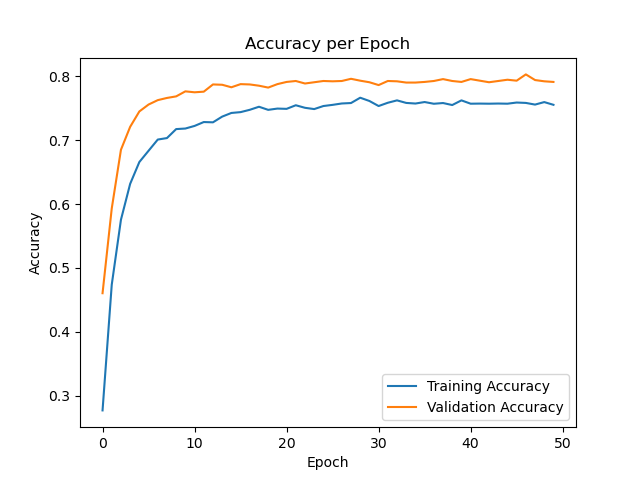 Accuracy per Epoch
0.8
0.7
0.6
0.5
0.4
0.3
Accuracy
0 10 20 30 40 50
Epoch
Training Accuracy
Validation Accuracy